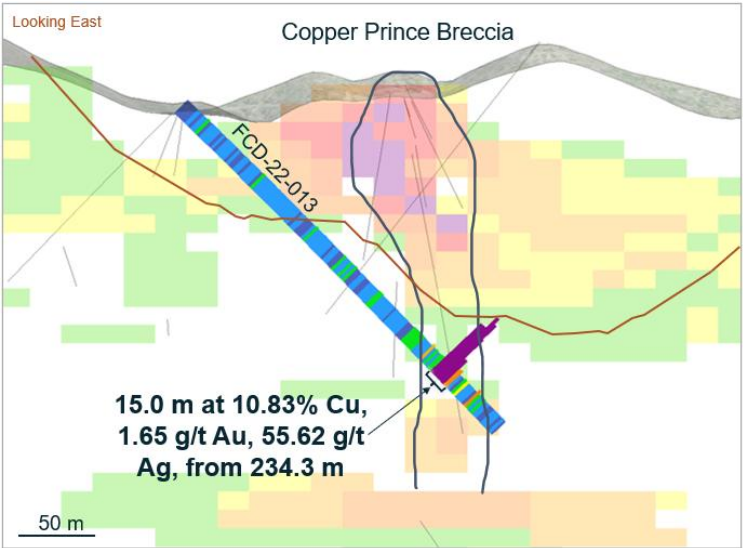 Looking East
Copper Prince Breccia
FCD-22-013
15.0 m at 10.83% Cu,
1.65 g/t Au, 55.62 g/t
Ag, from 234.3 m
50 m